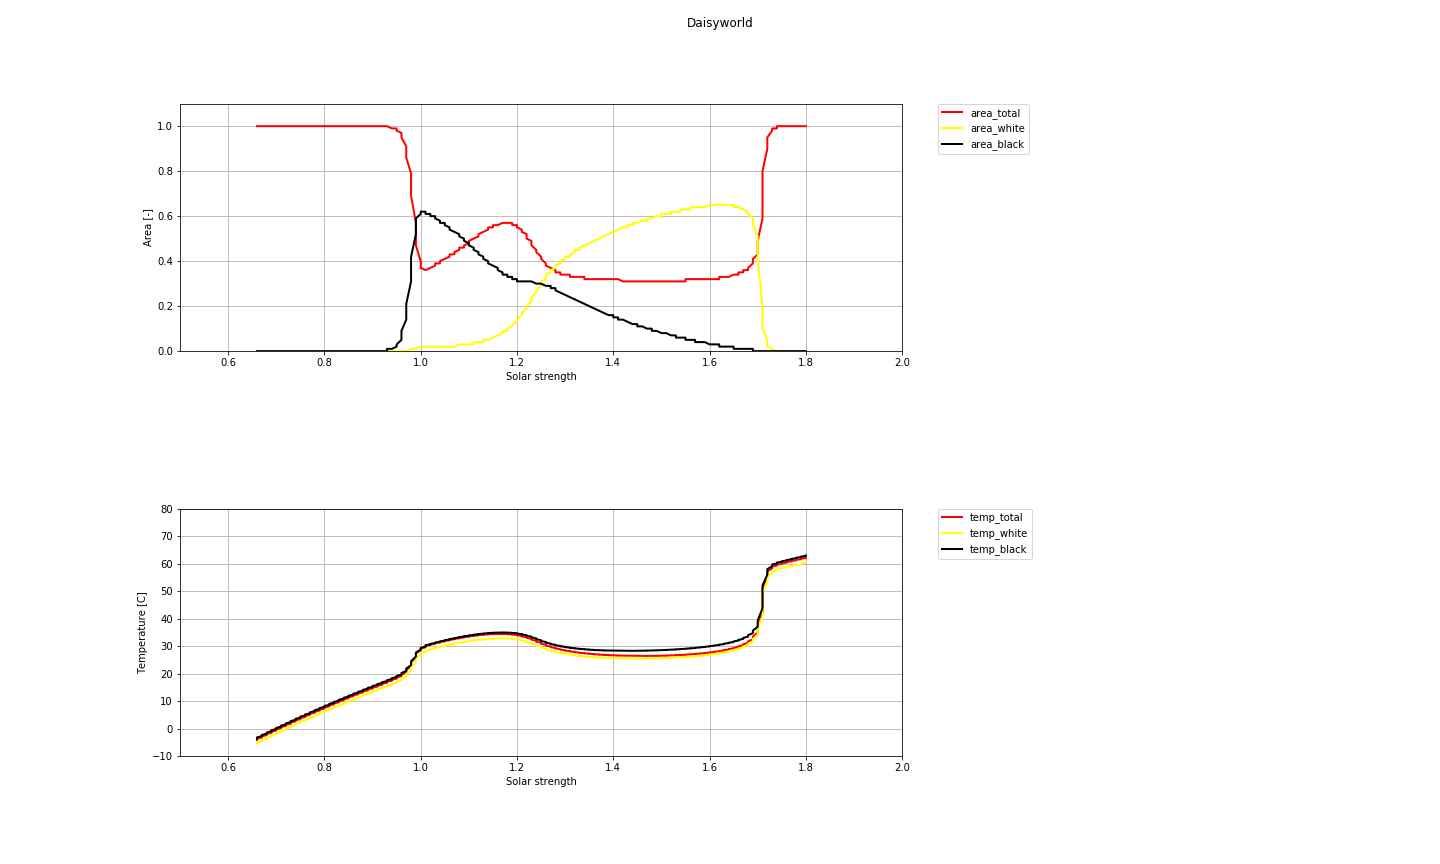 Daisyworld
1.0
0.8
0.6
0.4
0.2
0.0
Area [-]
0.6 0.8 1.0 1.2 1.4 1.6 1.8 2.0
Solar strength
area_total
area_white
area_black
80
70
60
50
40
30
20
10
0
−10
Temperature [C]
0.6 0.8 1.0 1.2 1.4 1.6 1.8 2.0
Solar strength
temp_total
temp_white
temp_black